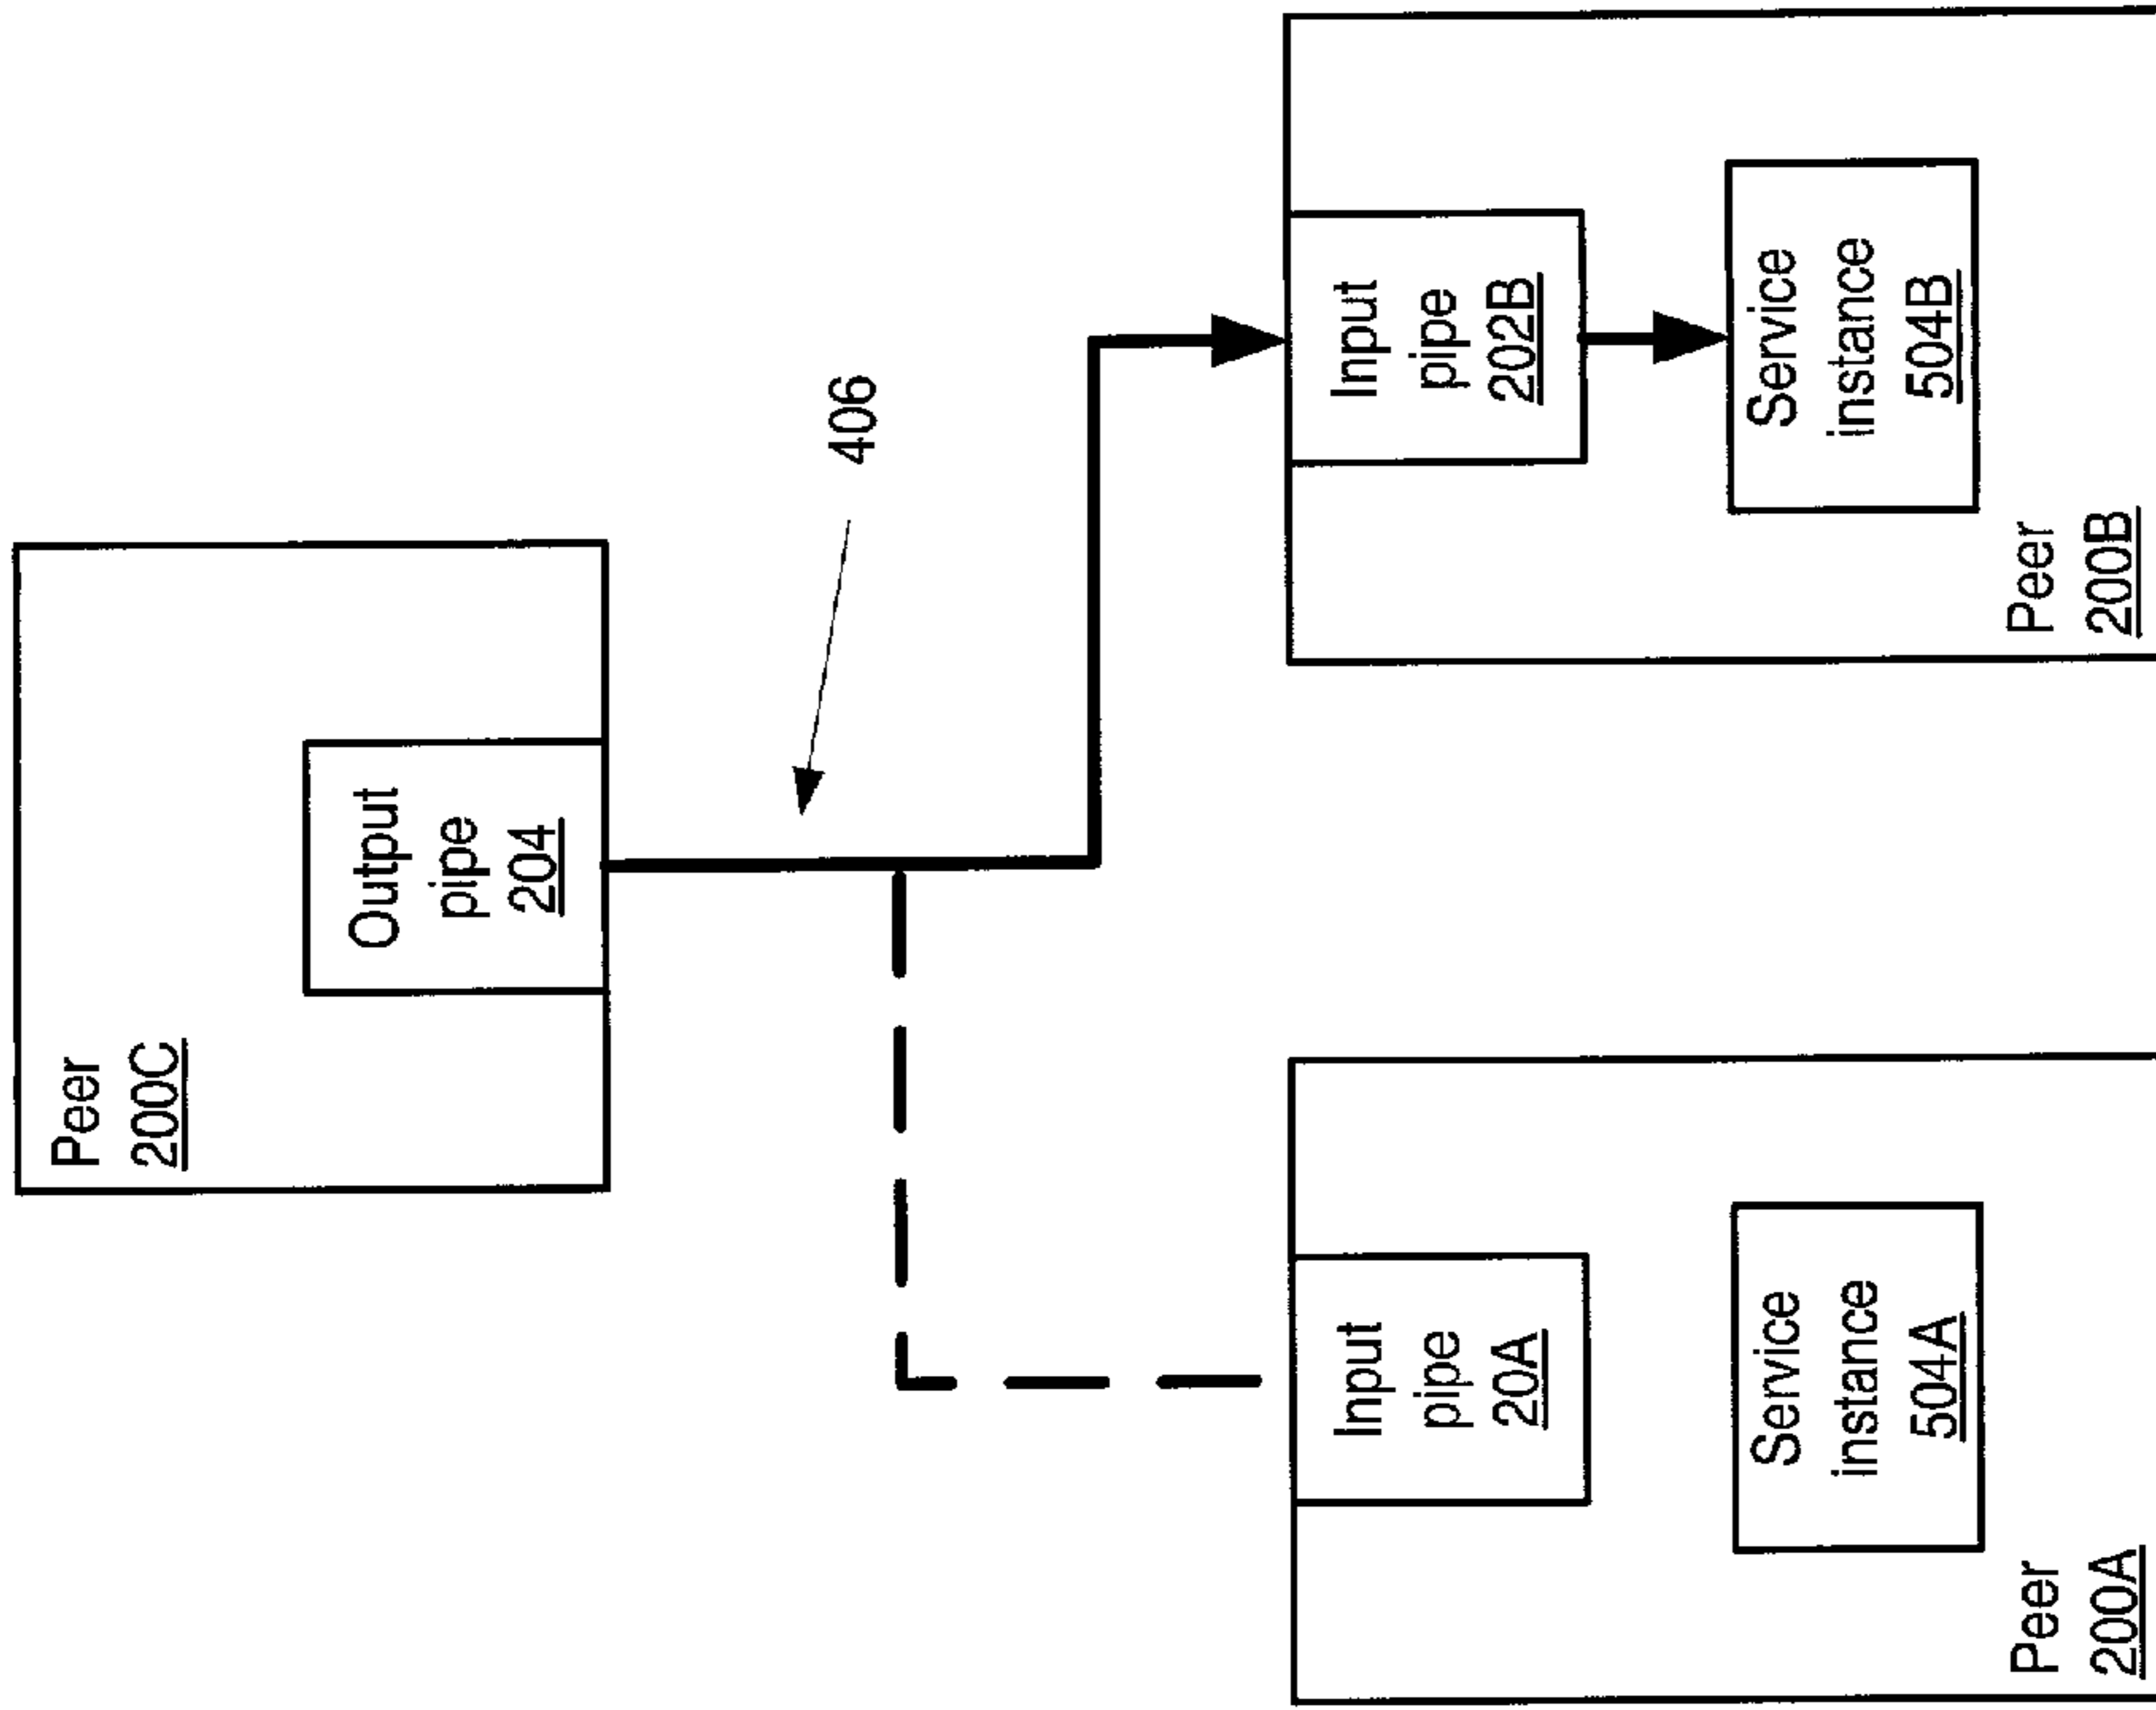 Peer
200C
Output
pipe
204
406
Input
pipe
20A
Service
instance
504A
Peer
200A
Input
pipe
202B
Service
instance
504B
Peer
200B